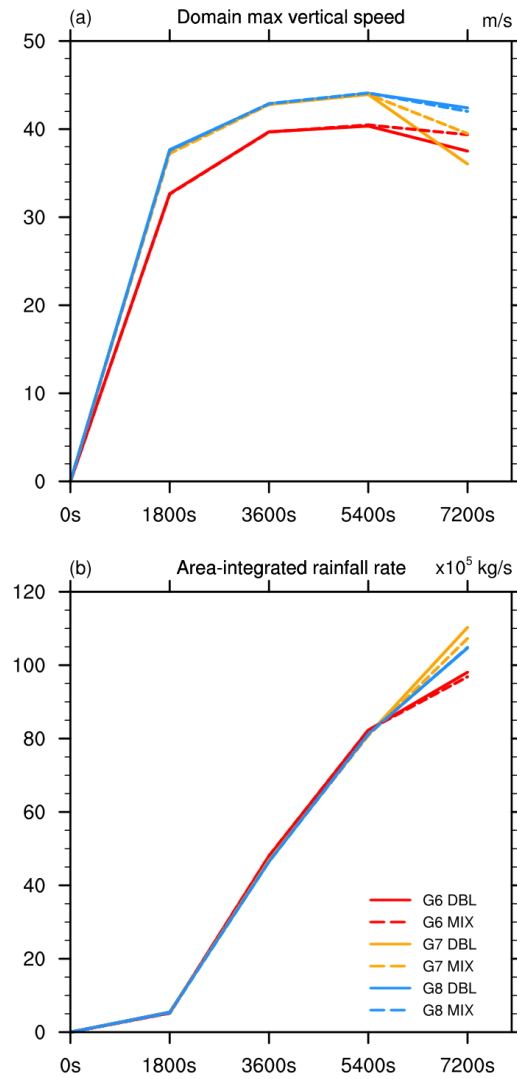 (a) Domain max vertical speed m/s
50
40
30
20
10
0
0s 1800s 3600s 5400s 7200s
(b) Area-integrated rainfall rate x10⁵ kg/s
120
100
80
60
40
20
0
G6 DBL
G6 MIX
G7 DBL
G7 MIX
G8 DBL
G8 MIX
0s 1800s 3600s 5400s 7200s